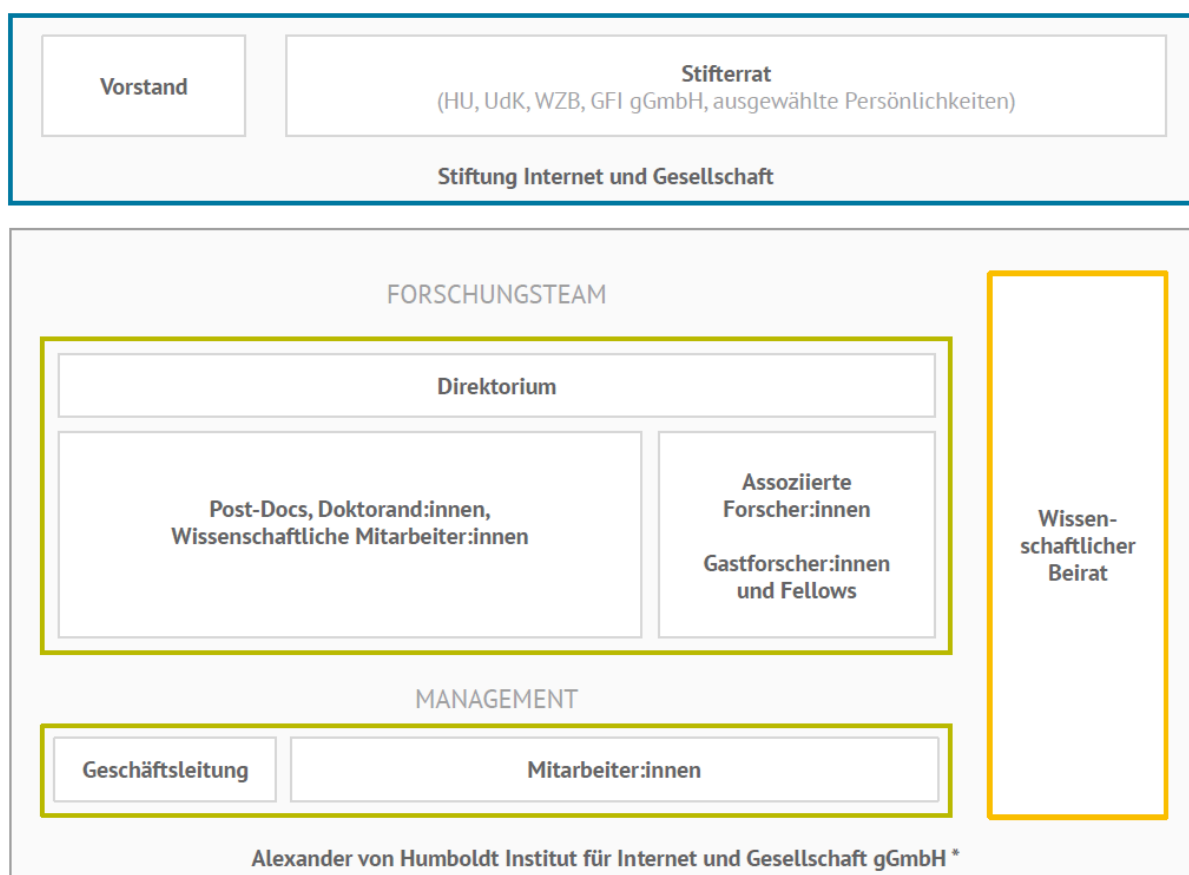 Vorstand
Stifterrat
(HU, UdK, WZB, GFI gGmbH, ausgewählte Persönlichkeiten)
Stiftung Internet und Gesellschaft
FORSCHUNGSTEAM
Direktorium
Post-Docs, Doktorand:innen,
Wissenschaftliche Mitarbeiter:innen
Assoziierte
Forscher:innen
Gastforscher:innen
und Fellows
Wissen-
schaftlicher
Beirat
MANAGEMENT
Geschäftsleitung
Mitarbeiter:innen
Alexander von Humboldt Institut für Internet und Gesellschaft gGmbH *